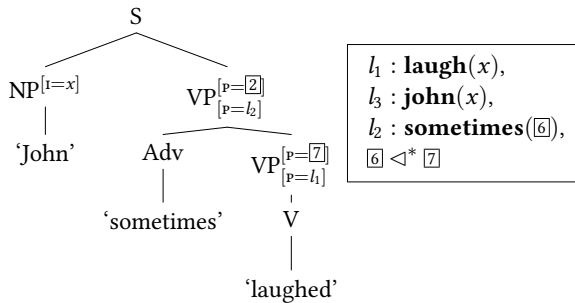 S
NP[I=x] VP[P=2][P=l2]
'John' Adv VP[P=7][P=l1]
'sometimes' V
'laughed'
l1 : laugh(x),
l3 : john(x),
l2 : sometimes(6),
6 ◁* 7